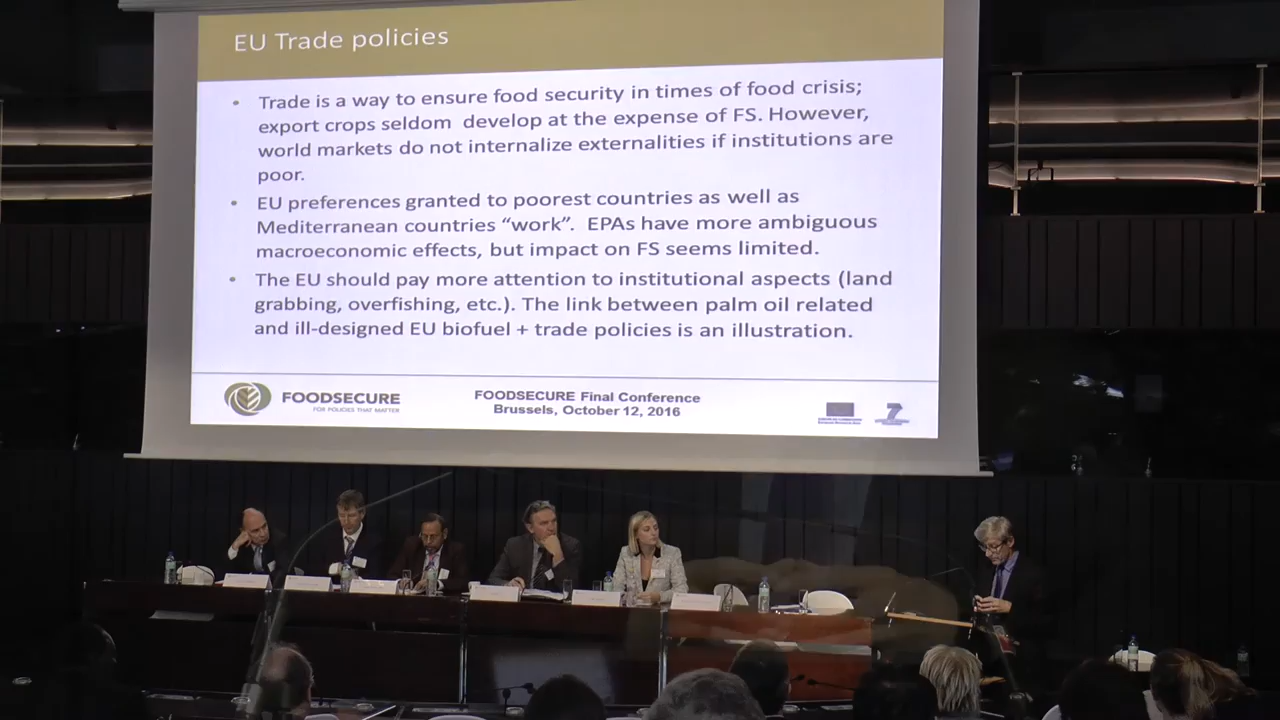 EU Trade policies
• Trade is a way to ensure food security in times of food crisis;
export crops seldom develop at the expense of FS. However,
world markets do not internalize externalities if institutions are
poor.
• EU preferences granted to poorest countries as well as
Mediterranean countries “work”. EPAs have more ambiguous
macroeconomic effects, but impact on FS seems limited.
• The EU should pay more attention to institutional aspects (land
grabbing, overfishing, etc.). The link between palm oil related
and ill-designed EU biofuel + trade policies is an illustration.
FOODSECURE
FOR POLICIES THAT MATTER
FOODSECURE Final Conference
Brussels, October 12, 2016